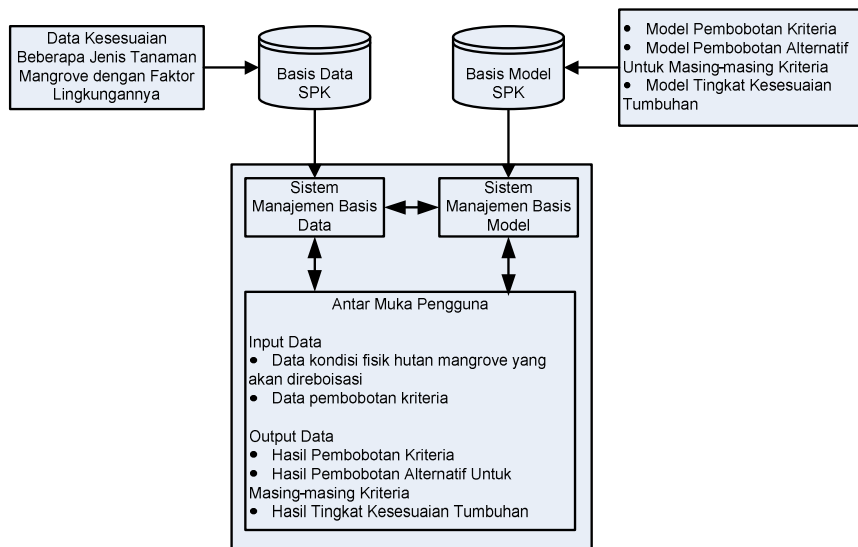 Data Kesesuaian
Beberapa Jenis Tanaman
Mangrove dengan Faktor
Lingkungannya
Basis Data
SPK
Basis Model
SPK
● Model Pembobotan Kriteria
● Model Pembobotan Alternatif
Untuk Masing-masing Kriteria
● Model Tingkat Kesesuaian
Tumbuhan
Sistem
Manajemen Basis
Data
Sistem
Manajemen Basis
Model
Antar Muka Pengguna
Input Data
● Data kondisi fisik hutan mangrove yang
akan direboisasi
● Data pembobotan kriteria
Output Data
● Hasil Pembobotan Kriteria
● Hasil Pembobotan Alternatif Untuk
Masing-masing Kriteria
● Hasil Tingkat Kesesuaian Tumbuhan